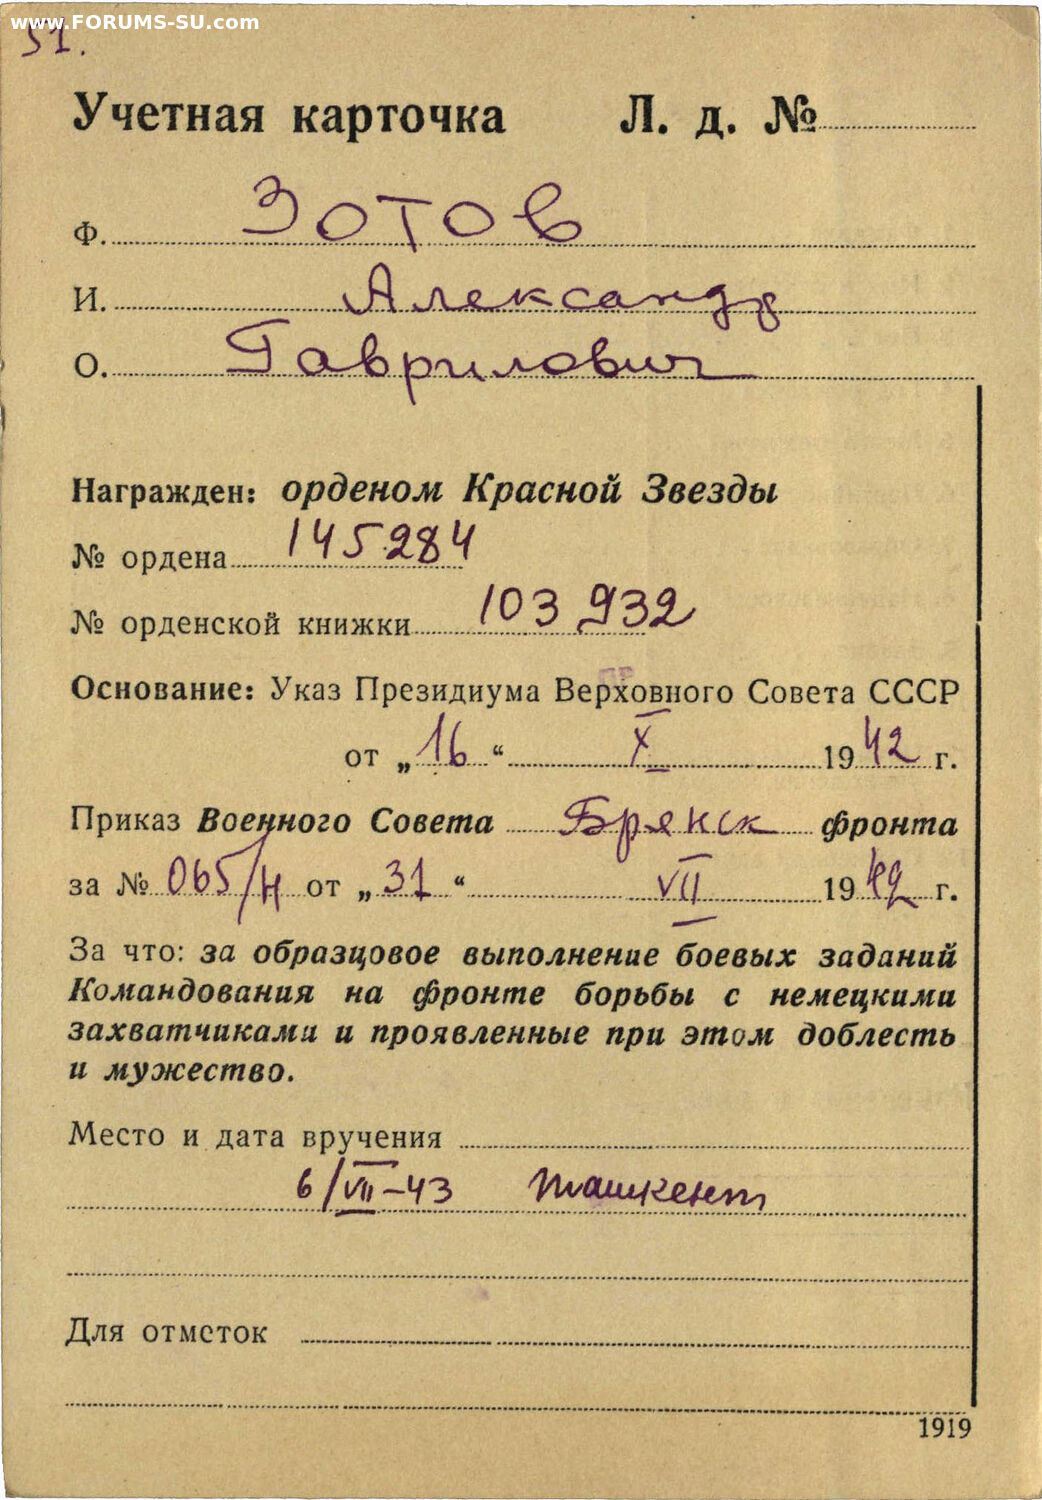 www.FORUMS-SU.com
51.
Учетная карточка Л. д. №
Ф. Зотов
И. Александр
О. Гаврилович
Награжден: орденом Красной Звезды
№ ордена 145284
№ орденской книжки 103932
Основание: Указ Президиума Верховного Совета СССР
от „16“ X 1942 г.
Приказ Военного Совета Брянск фронта
за № 065/н от „31“ VII 1942 г.
За что: за образцовое выполнение боевых заданий
Командования на фронте борьбы с немецкими
захватчиками и проявленные при этом доблесть
и мужество.
Место и дата вручения
6/VII-43 Ташкент
Для отметок
1919